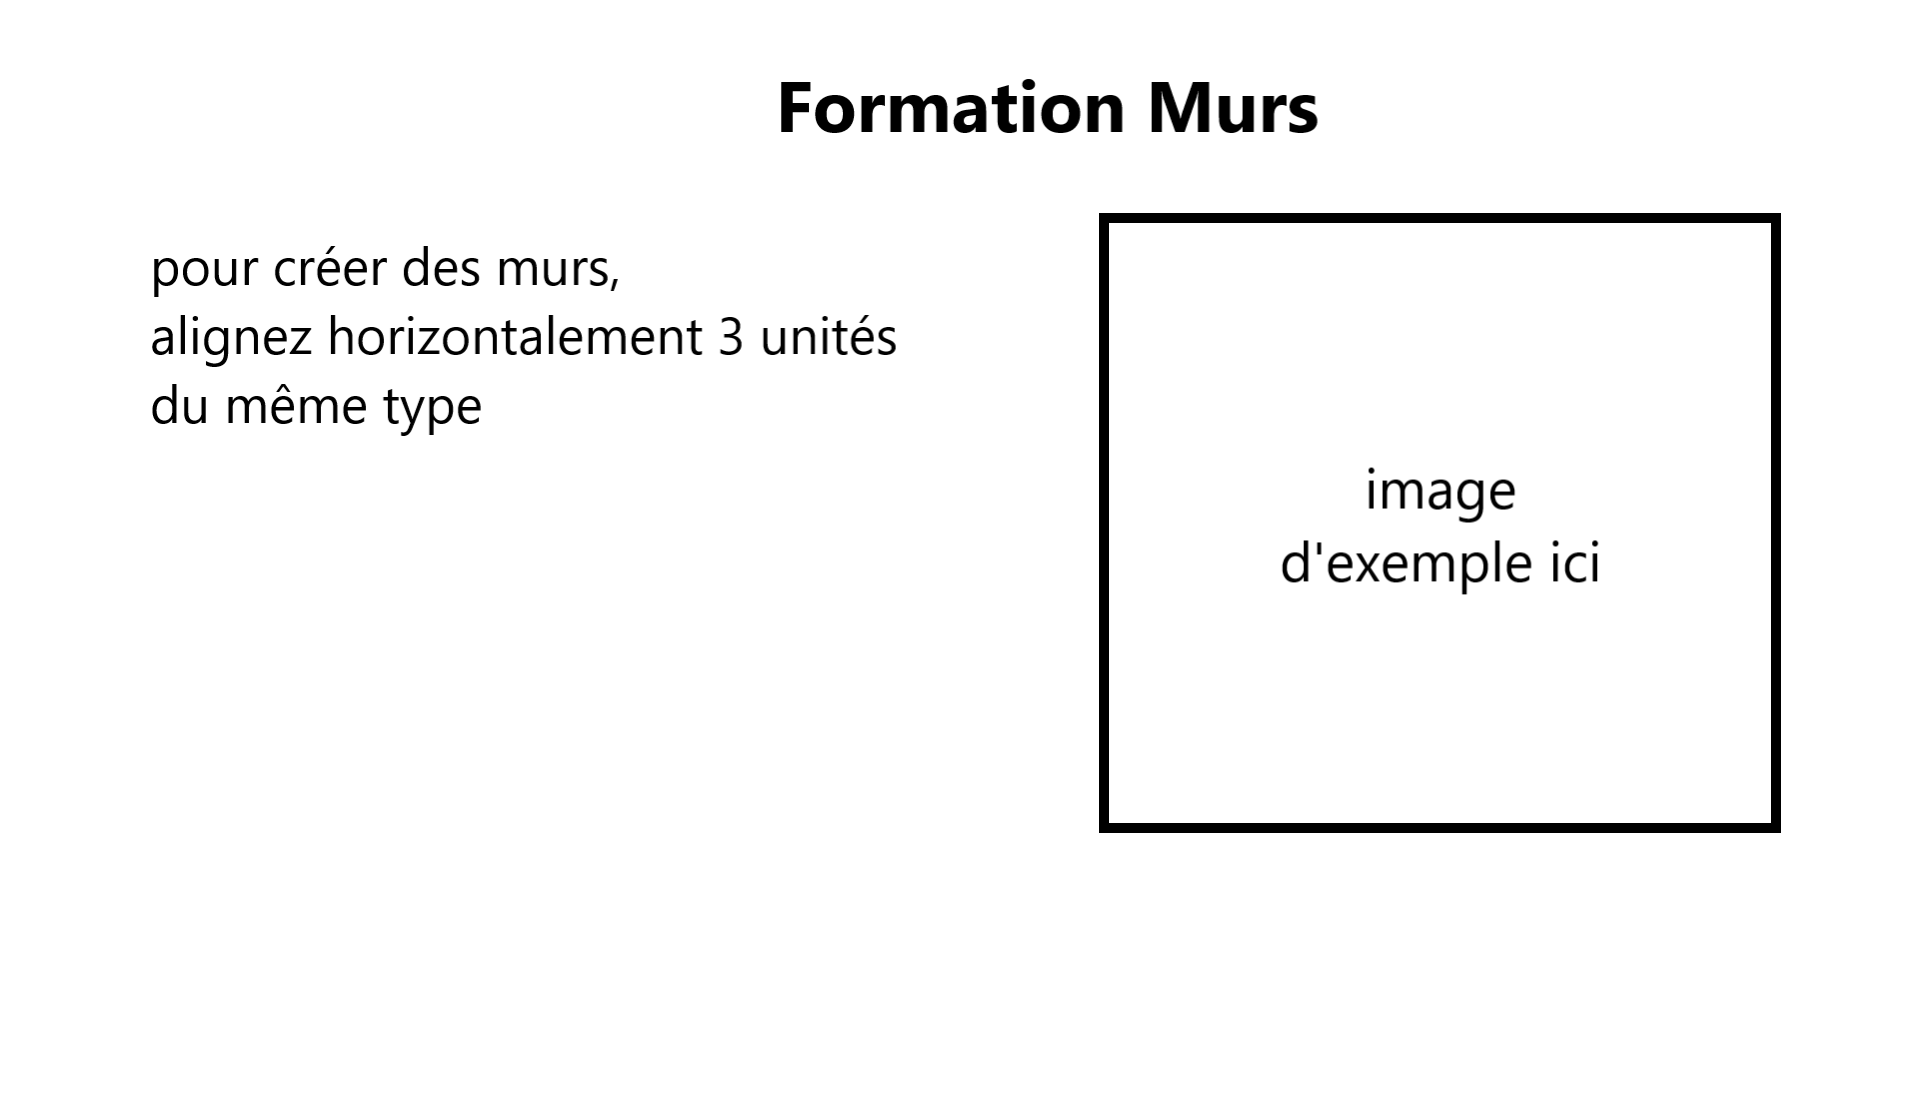 Formation Murs
pour créer des murs,
alignez horizontalement 3 unités
du même type
image
d'exemple ici